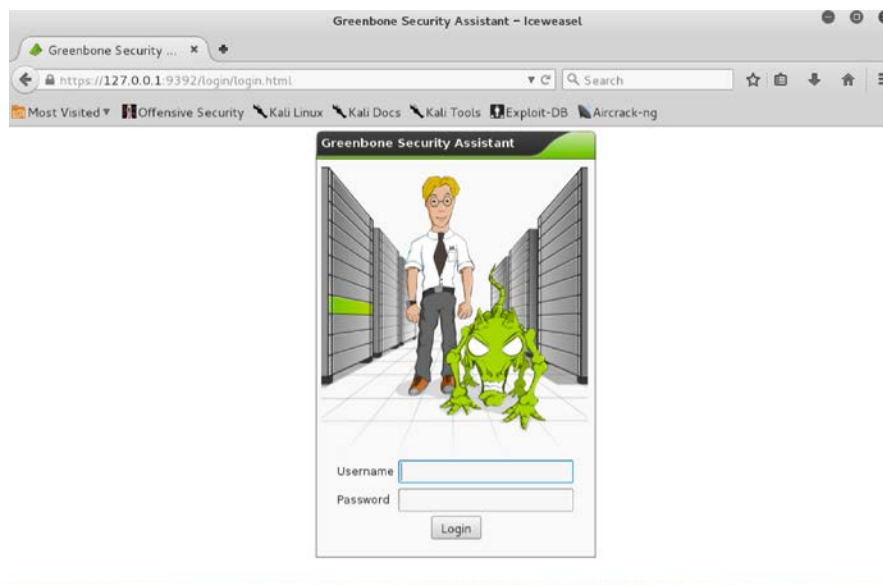 Greenbone Security Assistant – Iceweasel
Greenbone Security ...
https://127.0.0.1:9392/login/login.html
Search
Most Visited Offensive Security Kali Linux Kali Docs Kali Tools Exploit-DB Aircrack-ng
Greenbone Security Assistant
Username
Password
Login